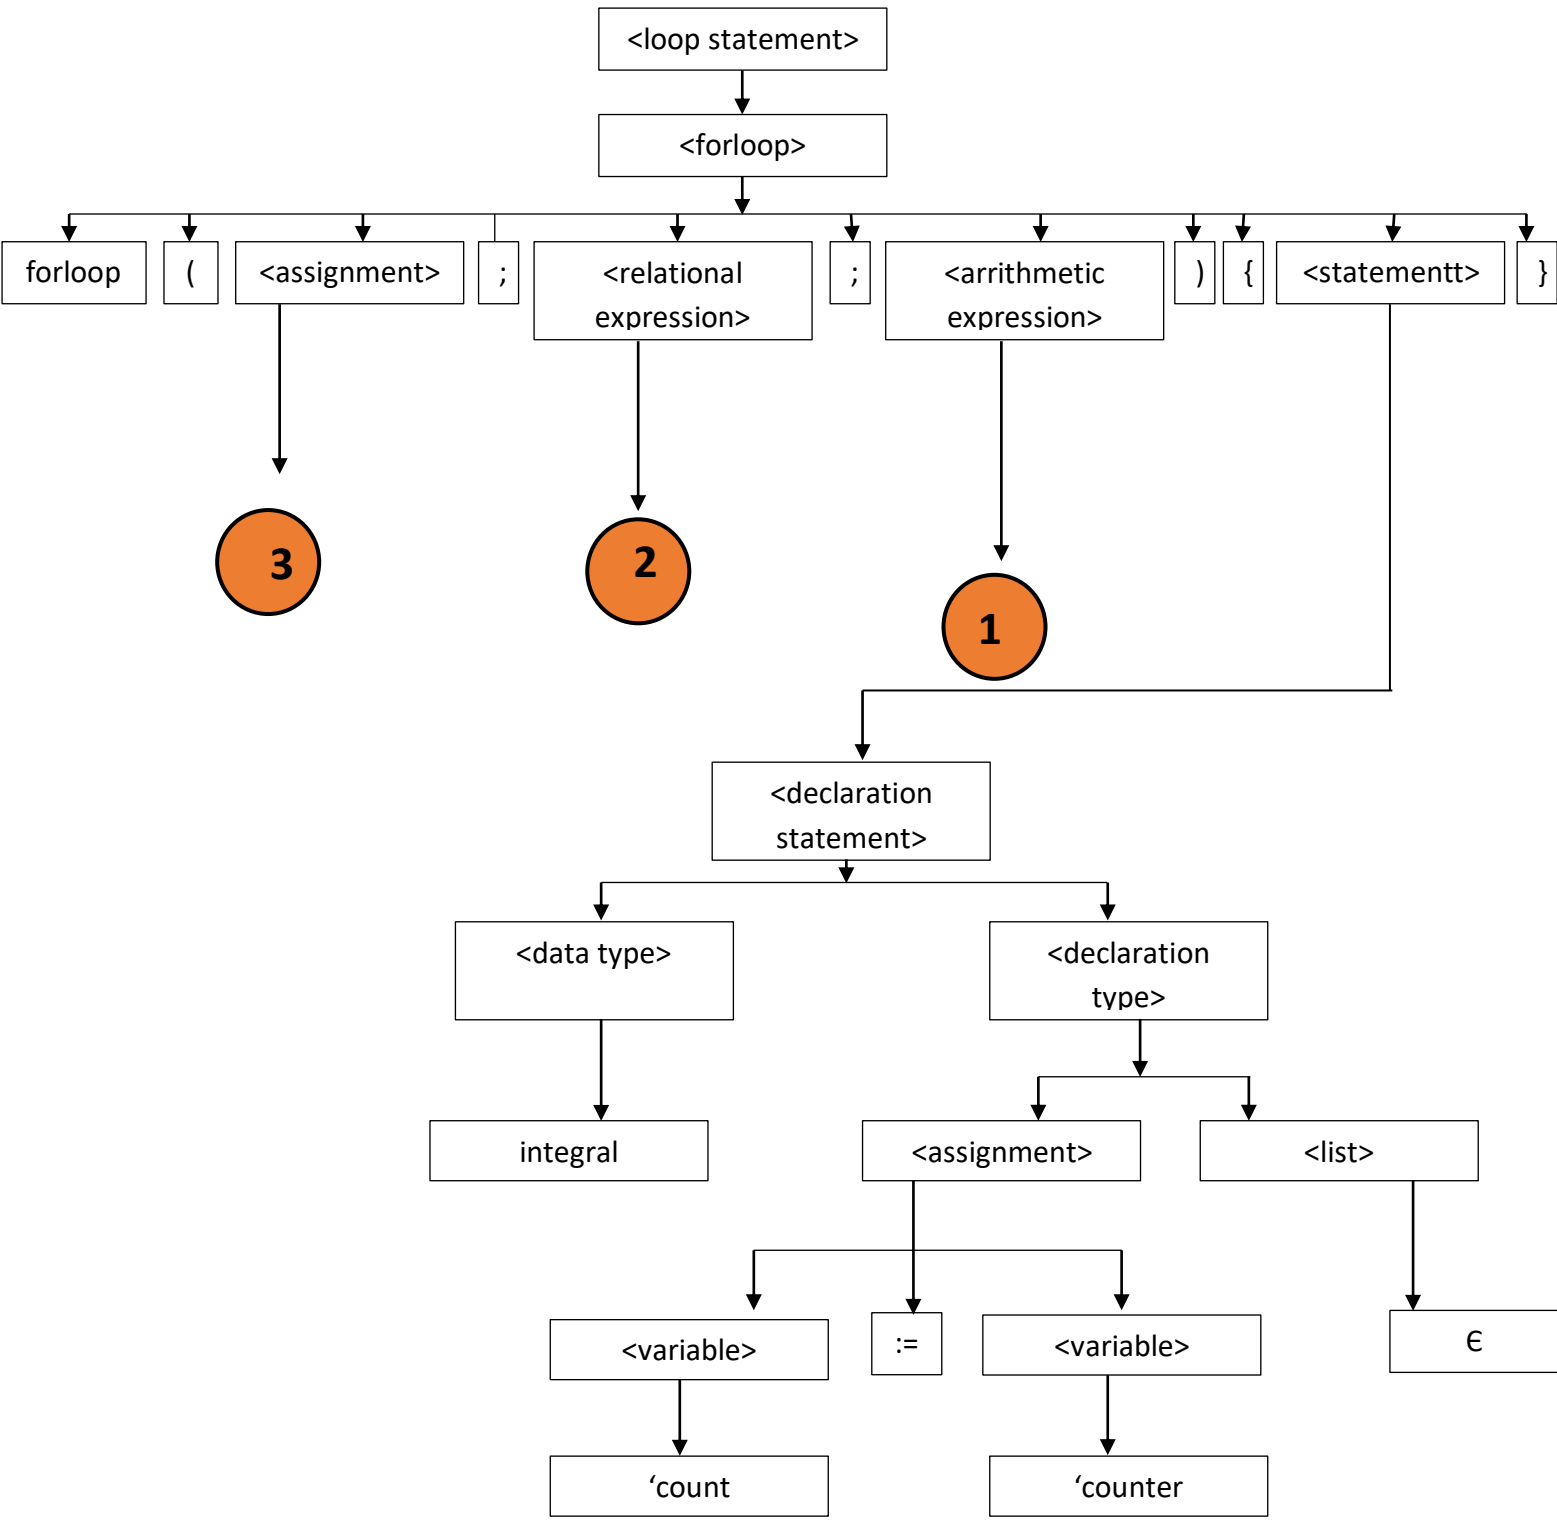 <loop statement>
<forloop>
forloop
(
<assignment>
;
<relational
expression>
;
<arrithmetic
expression>
)
{
<statementt>
}
3
2
1
<declaration
statement>
<data type>
<declaration
type>
integral
<assignment>
<list>
<variable>
:=
<variable>
Є
‘count
‘counter